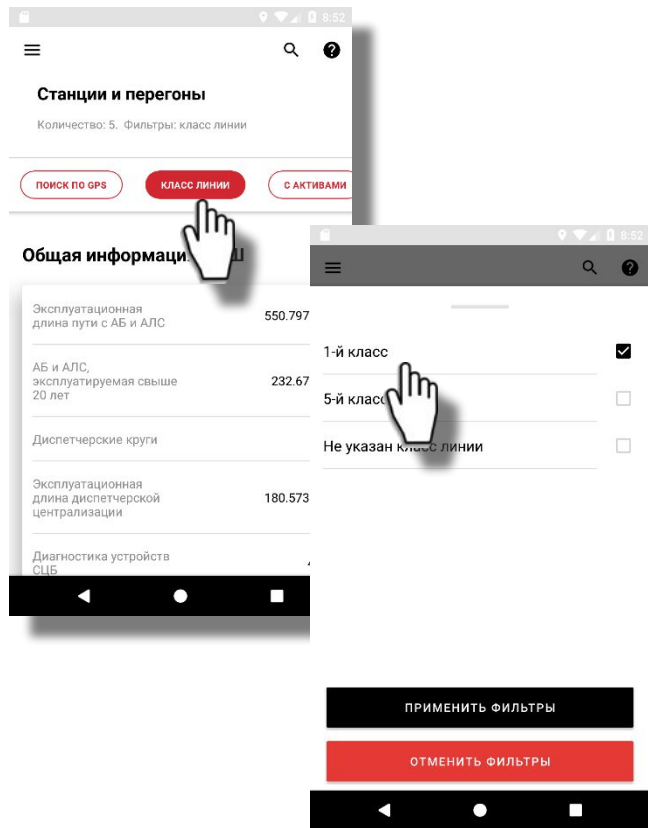 8:52
Станции и перегоны
Количество: 5. Фильтры: класс линии
ПОИСК ПО GPS
КЛАСС ЛИНИИ
С АКТИВАМИ
Общая информаци
Ш
Эксплуатационная
длина пути с АБ и АЛС
550.797
АБ и АЛС,
эксплуатируемая свыше
20 лет
232.67
Диспетчерские круги
Эксплуатационная
длина диспетчерской
централизации
180.573
Диагностика устройств
СЦБ
8:52
1-й класс
5-й класс
Не указан класс линии
ПРИМЕНИТЬ ФИЛЬТРЫ
ОТМЕНИТЬ ФИЛЬТРЫ